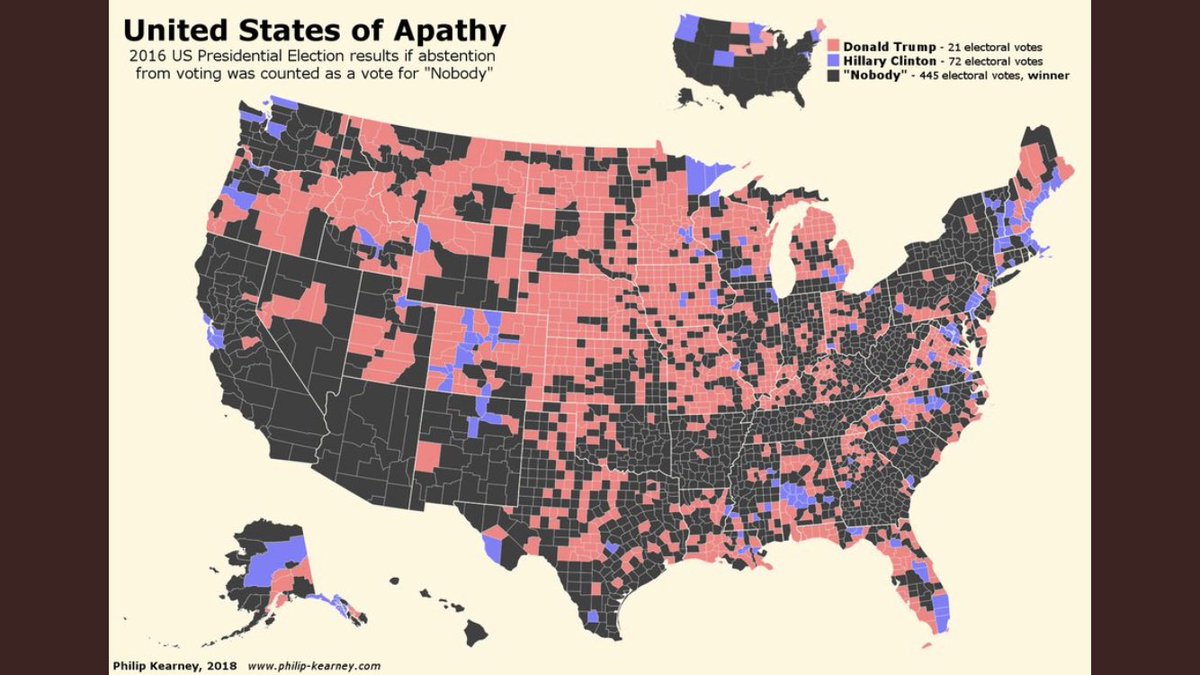 United States of Apathy
2016 US Presidential Election results if abstention
from voting was counted as a vote for "Nobody"
Donald Trump - 21 electoral votes
Hillary Clinton - 72 electoral votes
"Nobody" - 445 electoral votes, winner
Philip Kearney, 2018 www.philip-kearney.com